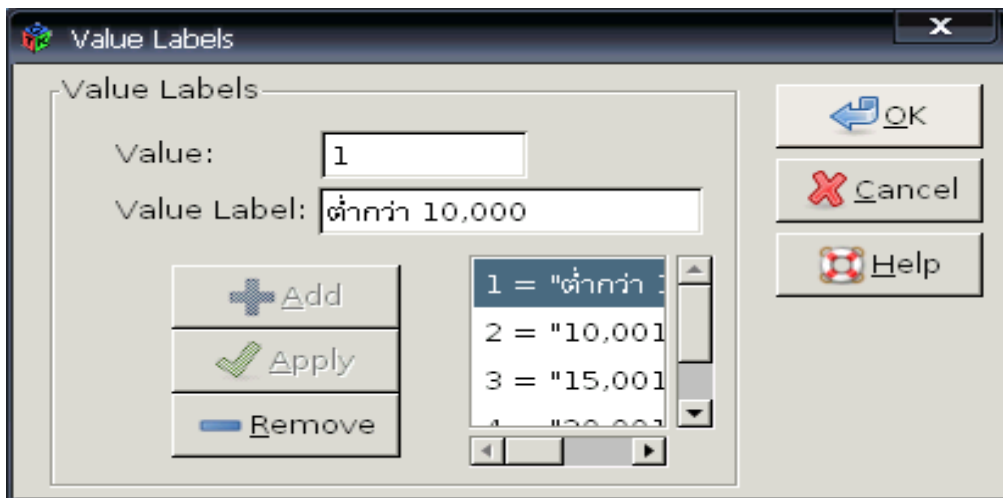 Value Labels
Value Labels
Value: 1
Value Label: ต่ำกว่า 10,000
Add
Apply
Remove
1 = "ต่ำกว่า 1
2 = "10,001
3 = "15,001
OK
Cancel
Help